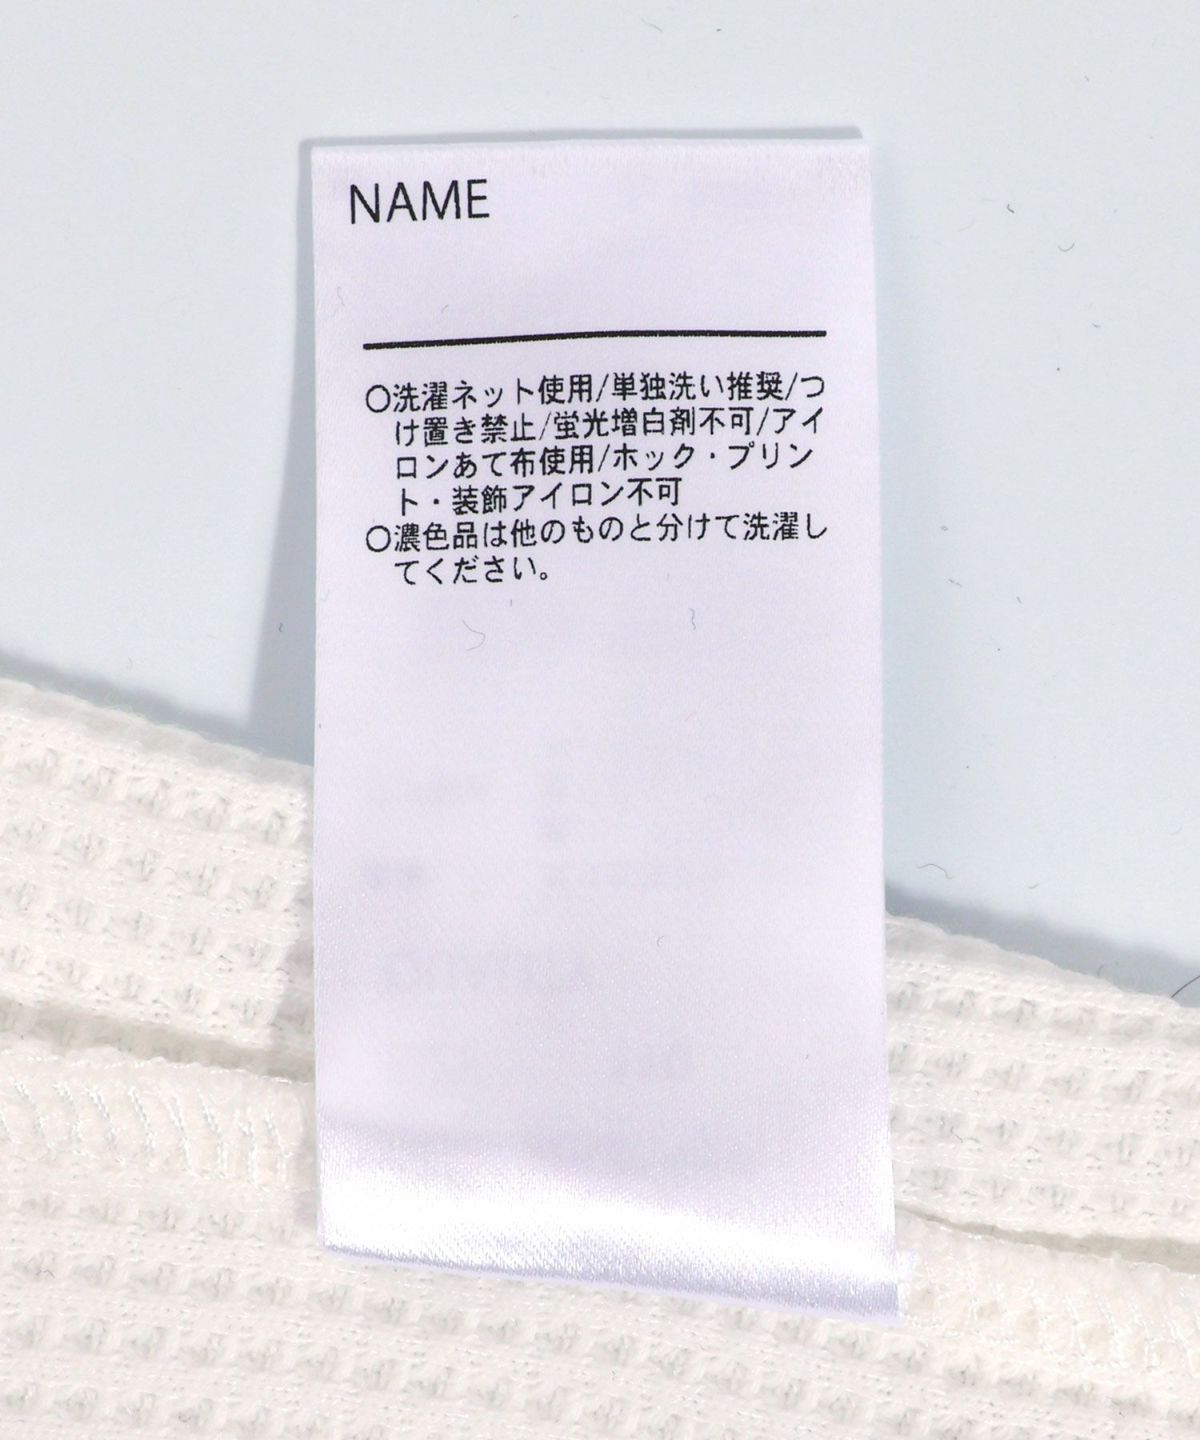 NAME
○洗濯ネット使用/単独洗い推奨/つ
け置き禁止/蛍光増白剤不可/アイ
ロンあて布使用/ホック・プリン
ト・装飾アイロン不可
○濃色品は他のものと分けて洗濯し
てください。